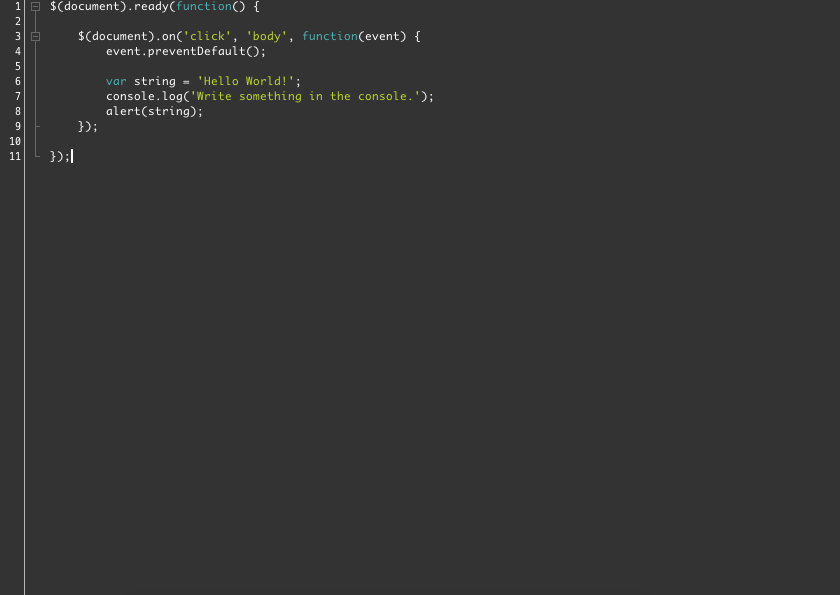 1 $(document).ready(function() {
2
3 $(document).on('click', 'body', function(event) {
4 event.preventDefault();
5
6 var string = 'Hello World!';
7 console.log('Write something in the console.');
8 alert(string);
9 });
10
11 });